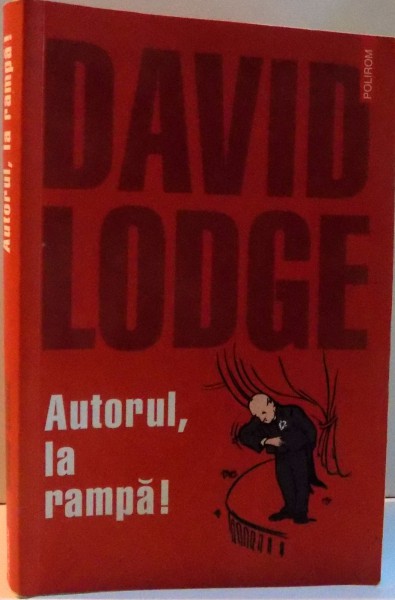 Autorul, la rampă!
DAVID
LODGE
POLIROM
Autorul,
la
rampă!